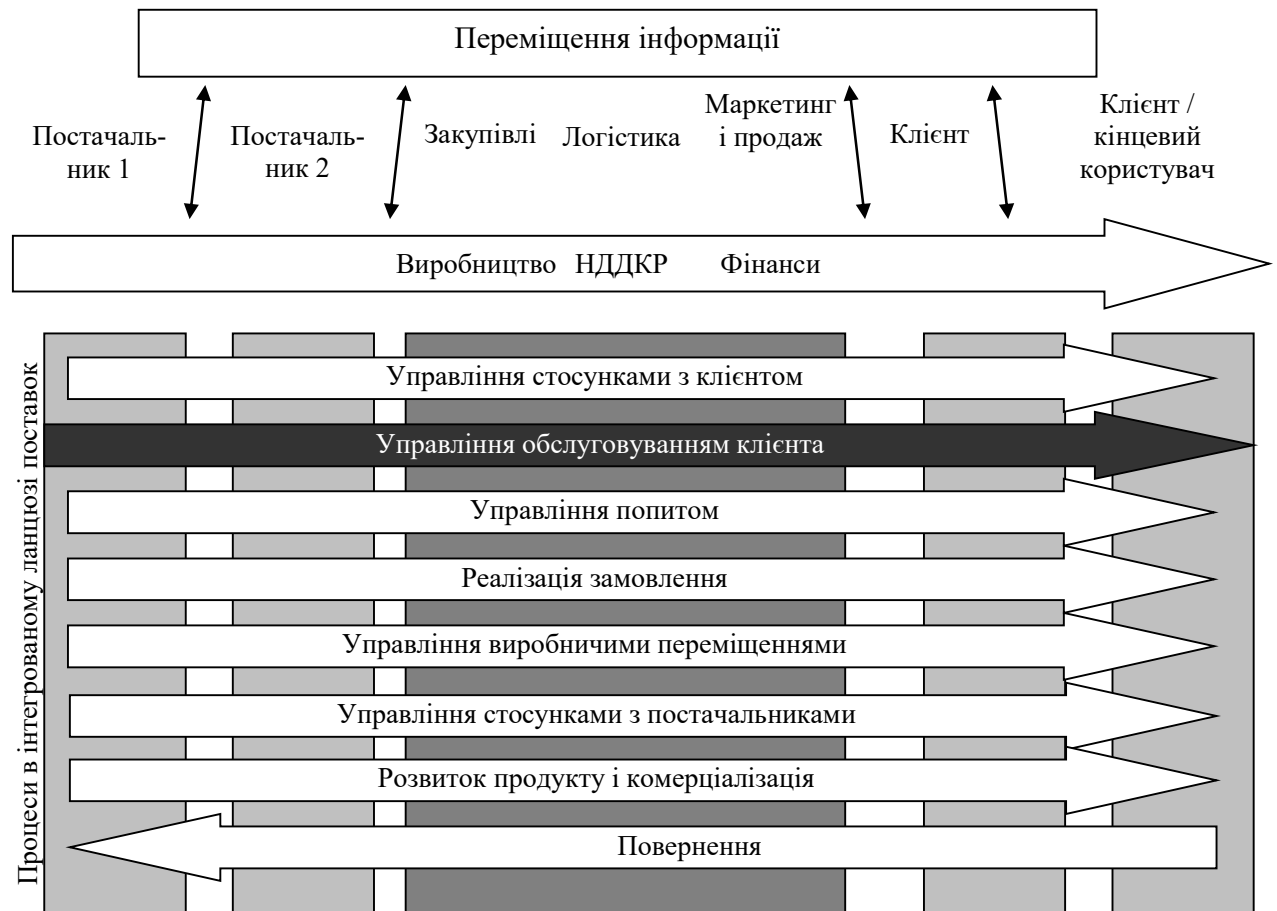 Переміщення інформації
Постачаль-
ник 1
Постачаль-
ник 2
Закупівлі
Логістика
Маркетинг
і продаж
Клієнт
Клієнт /
кінцевий
користувач
Виробництво НДДКР Фінанси
Процеси в інтегрованому ланцюзі поставок
Управління стосунками з клієнтом
Управління обслуговуванням клієнта
Управління попитом
Реалізація замовлення
Управління виробничими переміщеннями
Управління стосунками з постачальниками
Розвиток продукту і комерціалізація
Повернення